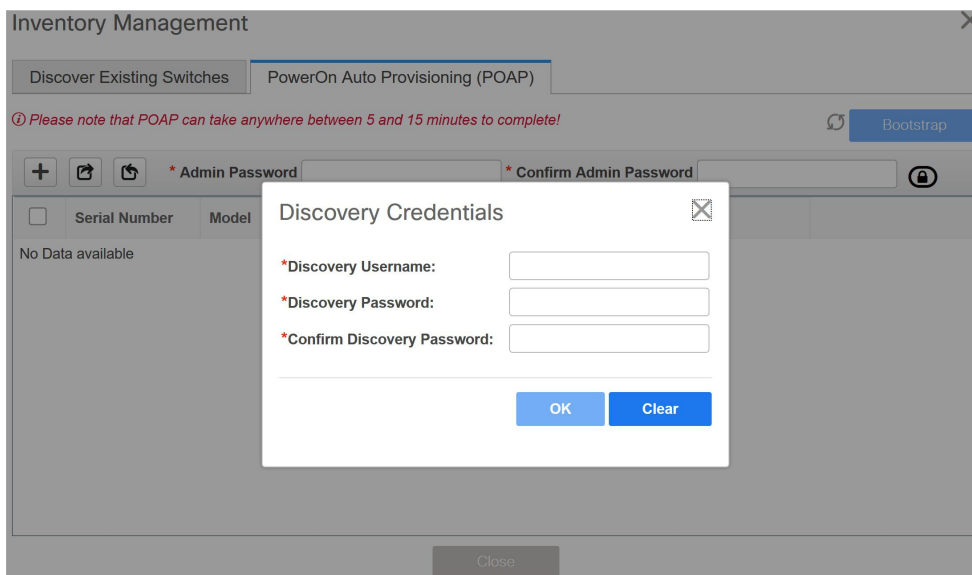 Inventory Management
Discover Existing Switches PowerOn Auto Provisioning (POAP)
Please note that POAP can take anywhere between 5 and 15 minutes to complete!
Bootstrap
* Admin Password * Confirm Admin Password
Serial Number Model
No Data available
Discovery Credentials
*Discovery Username:
*Discovery Password:
*Confirm Discovery Password:
OK Clear
Close